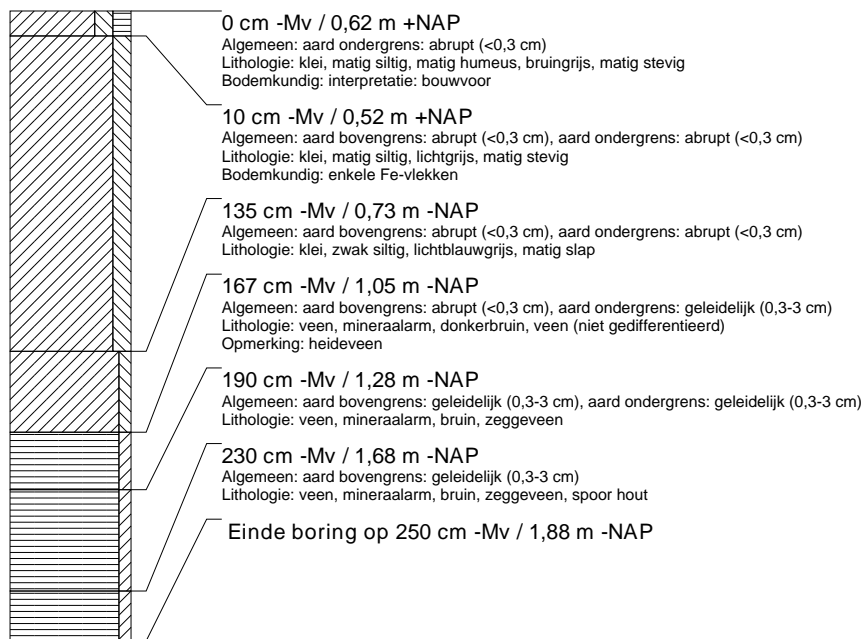 0 cm -Mv / 0,62 m +NAP
Algemeen: aard ondergrens: abrupt (<0,3 cm)
Lithologie: klei, matig siltig, matig humeus, bruingrijs, matig stevig
Bodemkundig: interpretatie: bouwvoor
10 cm -Mv / 0,52 m +NAP
Algemeen: aard bovengrens: abrupt (<0,3 cm), aard ondergrens: abrupt (<0,3 cm)
Lithologie: klei, matig siltig, lichtgrijs, matig stevig
Bodemkundig: enkele Fe-vlekken
135 cm -Mv / 0,73 m -NAP
Algemeen: aard bovengrens: abrupt (<0,3 cm), aard ondergrens: abrupt (<0,3 cm)
Lithologie: klei, zwak siltig, lichtblauwgrijs, matig slap
167 cm -Mv / 1,05 m -NAP
Algemeen: aard bovengrens: abrupt (<0,3 cm), aard ondergrens: geleidelijk (0,3-3 cm)
Lithologie: veen, mineraalarm, donkerbruin, veen (niet gedifferentieerd)
Opmerking: heideveen
190 cm -Mv / 1,28 m -NAP
Algemeen: aard bovengrens: geleidelijk (0,3-3 cm), aard ondergrens: geleidelijk (0,3-3 cm)
Lithologie: veen, mineraalarm, bruin, zeggeveen
230 cm -Mv / 1,68 m -NAP
Algemeen: aard bovengrens: geleidelijk (0,3-3 cm)
Lithologie: veen, mineraalarm, bruin, zeggeveen, spoor hout
Einde boring op 250 cm -Mv / 1,88 m -NAP